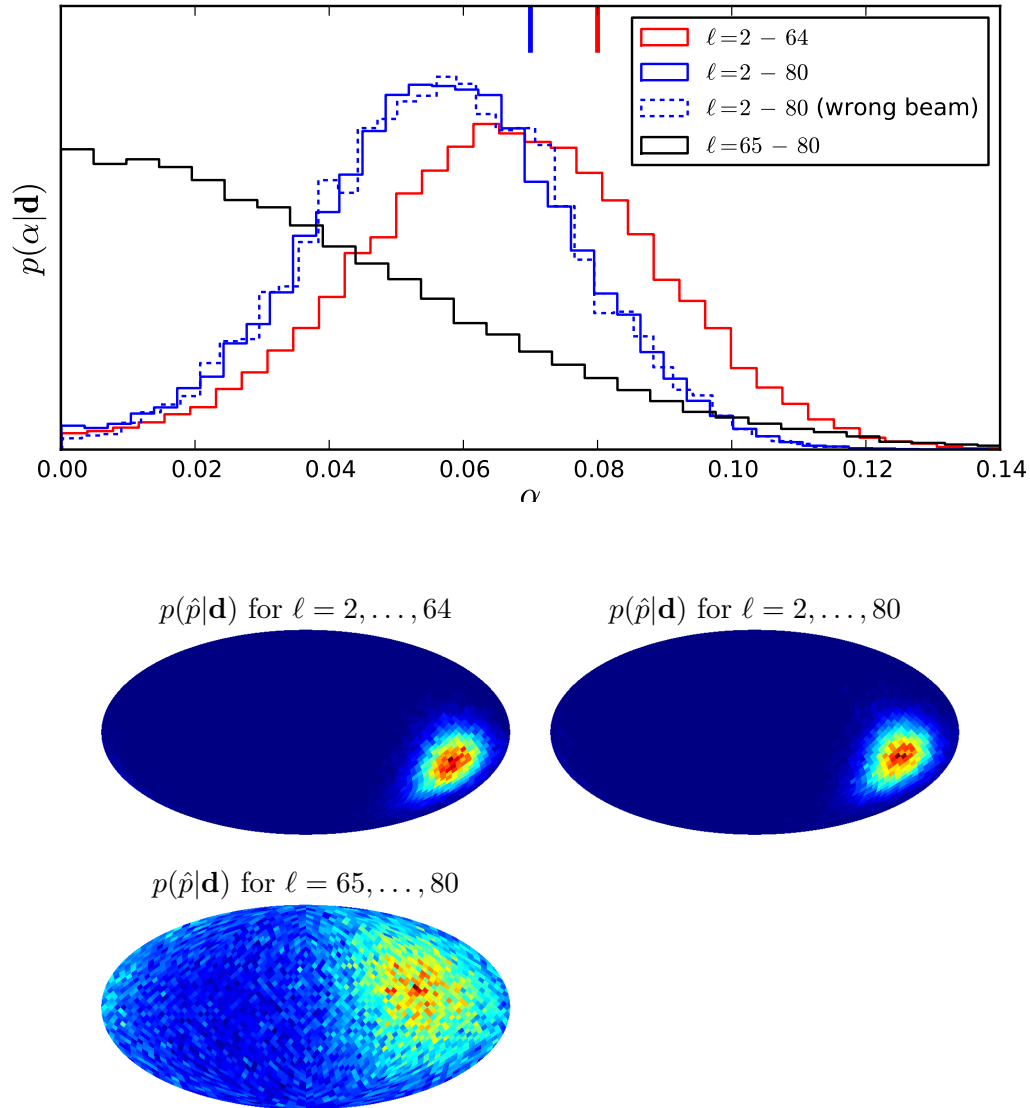 ℓ=2 − 64
ℓ=2 − 80
ℓ=2 − 80 (wrong beam)
ℓ=65 − 80
p(α|d)
0.00 0.02 0.04 0.06 0.08 0.10 0.12 0.14
α
p(p̂|d) for ℓ = 2, . . . , 64
p(p̂|d) for ℓ = 2, . . . , 80
p(p̂|d) for ℓ = 65, . . . , 80